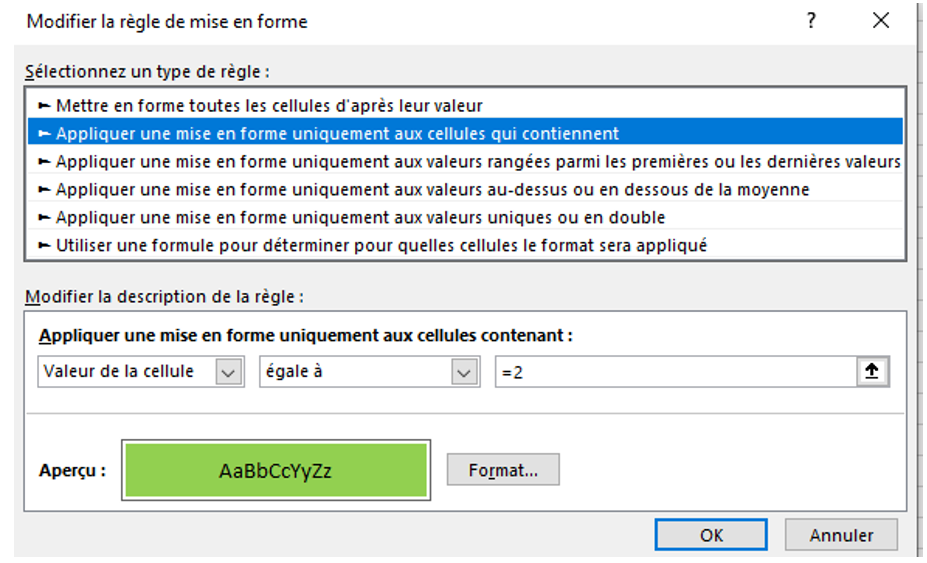 Modifier la règle de mise en forme ? ×
Sélectionnez un type de règle :
► Mettre en forme toutes les cellules d'après leur valeur
► Appliquer une mise en forme uniquement aux cellules qui contiennent
► Appliquer une mise en forme uniquement aux valeurs rangées parmi les premières ou les dernières valeurs
► Appliquer une mise en forme uniquement aux valeurs au-dessus ou en dessous de la moyenne
► Appliquer une mise en forme uniquement aux valeurs uniques ou en double
► Utiliser une formule pour déterminer pour quelles cellules le format sera appliqué
Modifier la description de la règle :
Appliquer une mise en forme uniquement aux cellules contenant :
Valeur de la cellule égale à =2
Aperçu : AaBbCcYyZz Format...
OK Annuler